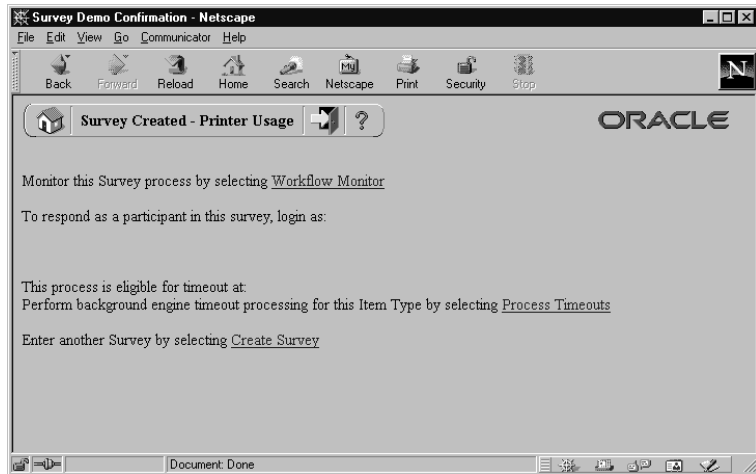 Survey Demo Confirmation - Netscape
File Edit View Go Communicator Help
Back Forward Reload Home Search Netscape Print Security Stop
My
N
Survey Created - Printer Usage ?
ORACLE
Monitor this Survey process by selecting Workflow Monitor
To respond as a participant in this survey, login as:
This process is eligible for timeout at:
Perform background engine timeout processing for this Item Type by selecting Process Timeouts
Enter another Survey by selecting Create Survey
Document: Done